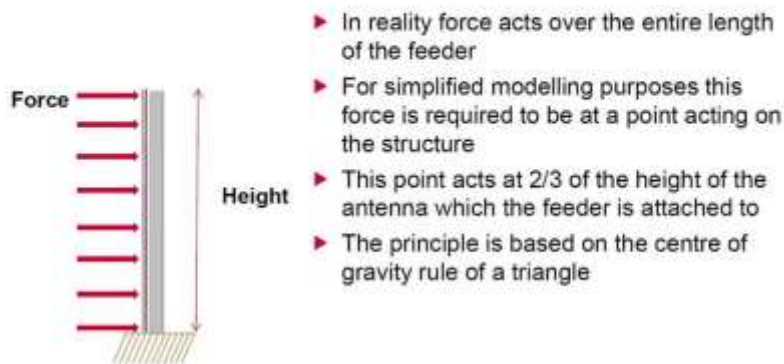 In reality force acts over the entire length
of the feeder
For simplified modelling purposes this
force is required to be at a point acting on
the structure
This point acts at 2/3 of the height of the
antenna which the feeder is attached to
The principle is based on the centre of
gravity rule of a triangle
Force
Height